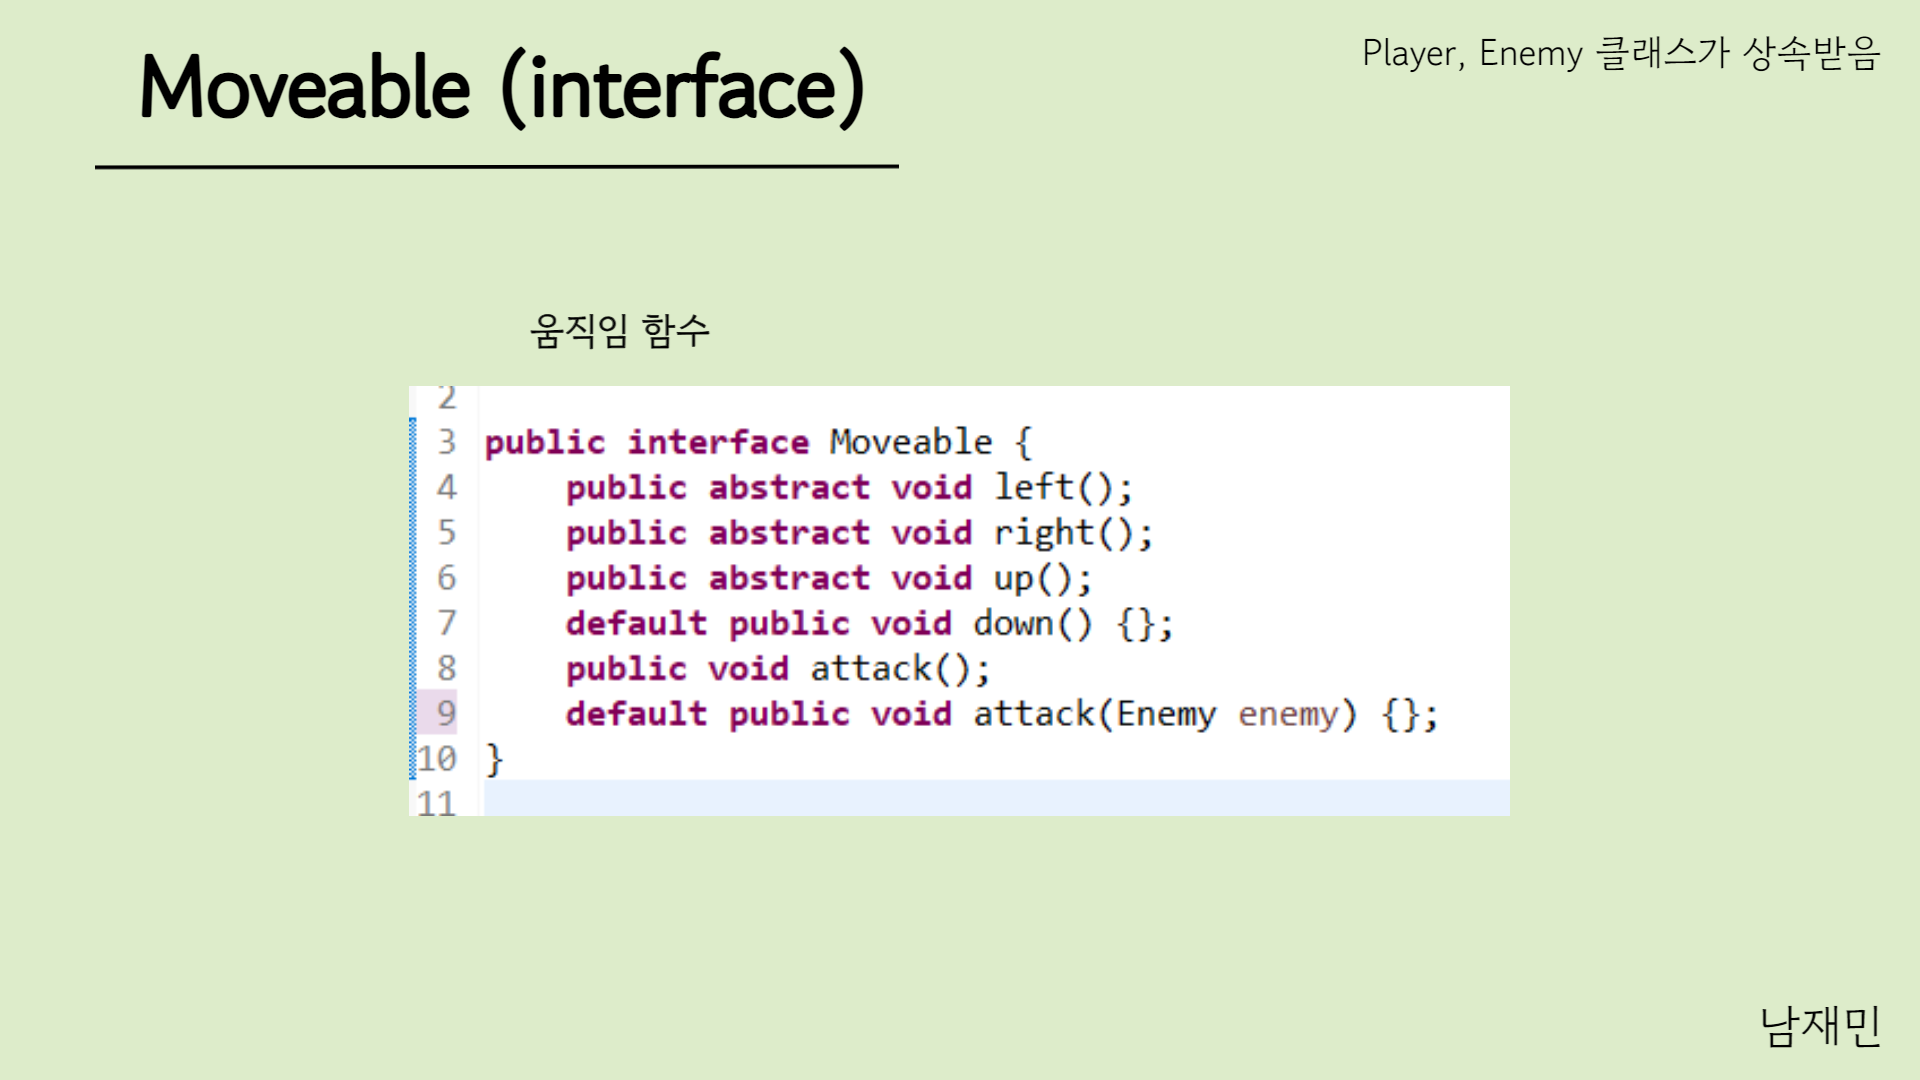 Moveable (interface)
Player, Enemy 클래스가 상속받음
움직임 함수
2
3 public interface Moveable {
4     public abstract void left();
5     public abstract void right();
6     public abstract void up();
7     default public void down() {};
8     public void attack();
9     default public void attack(Enemy enemy) {};
10 }
11
남재민